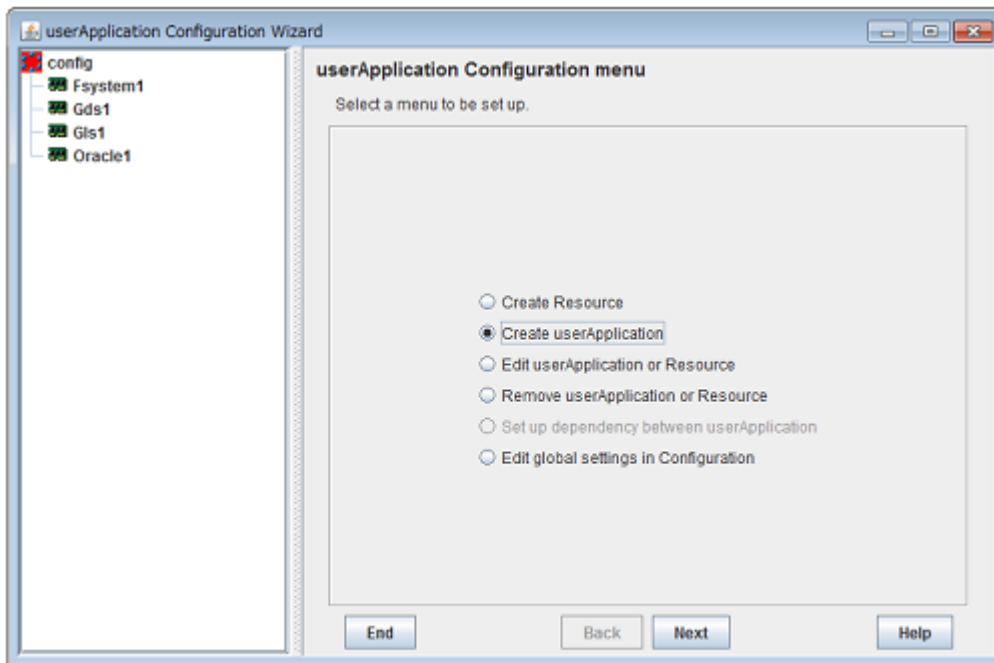 userApplication Configuration Wizard
config
Fsystem1
Gds1
Gls1
Oracle1
userApplication Configuration menu
Select a menu to be set up.
Create Resource
Create userApplication
Edit userApplication or Resource
Remove userApplication or Resource
Set up dependency between userApplication
Edit global settings in Configuration
End
Back
Next
Help